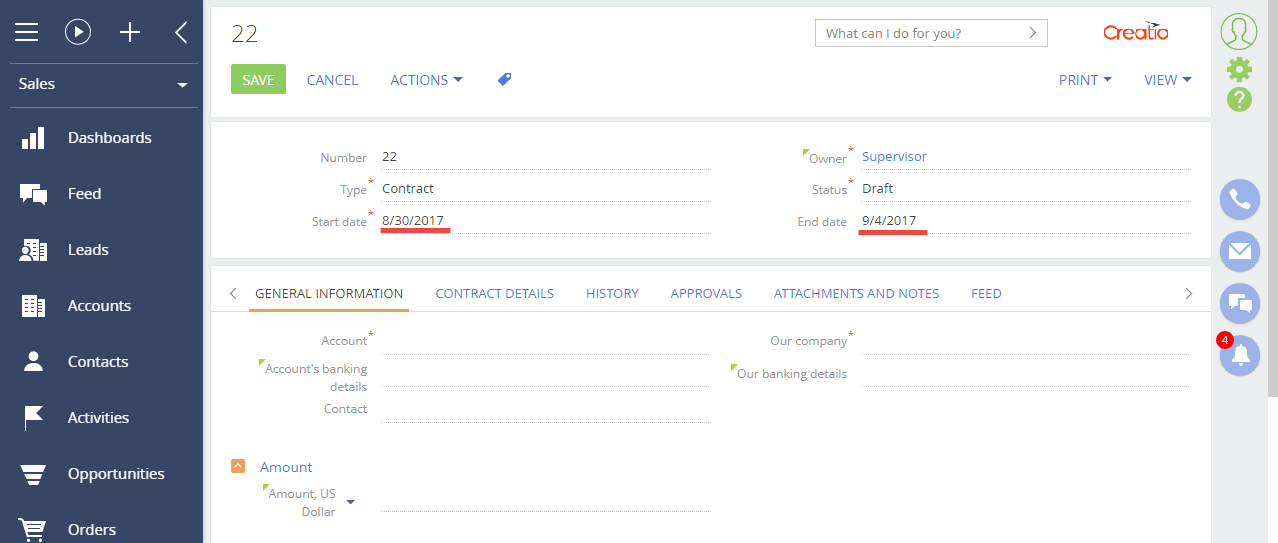 22
What can I do for you?
Creatio
SAVE
CANCEL
ACTIONS
PRINT
VIEW
Sales
Dashboards
Feed
Leads
Accounts
Contacts
Activities
Opportunities
Orders
Number 22
Owner* Supervisor
Type* Contract
Status* Draft
Start date* 8/30/2017
End date 9/4/2017
GENERAL INFORMATION
CONTRACT DETAILS
HISTORY
APPROVALS
ATTACHMENTS AND NOTES
FEED
Account*
Our company*
Account's banking
details
Our banking details
Contact
Amount
Amount, US
Dollar
?
4